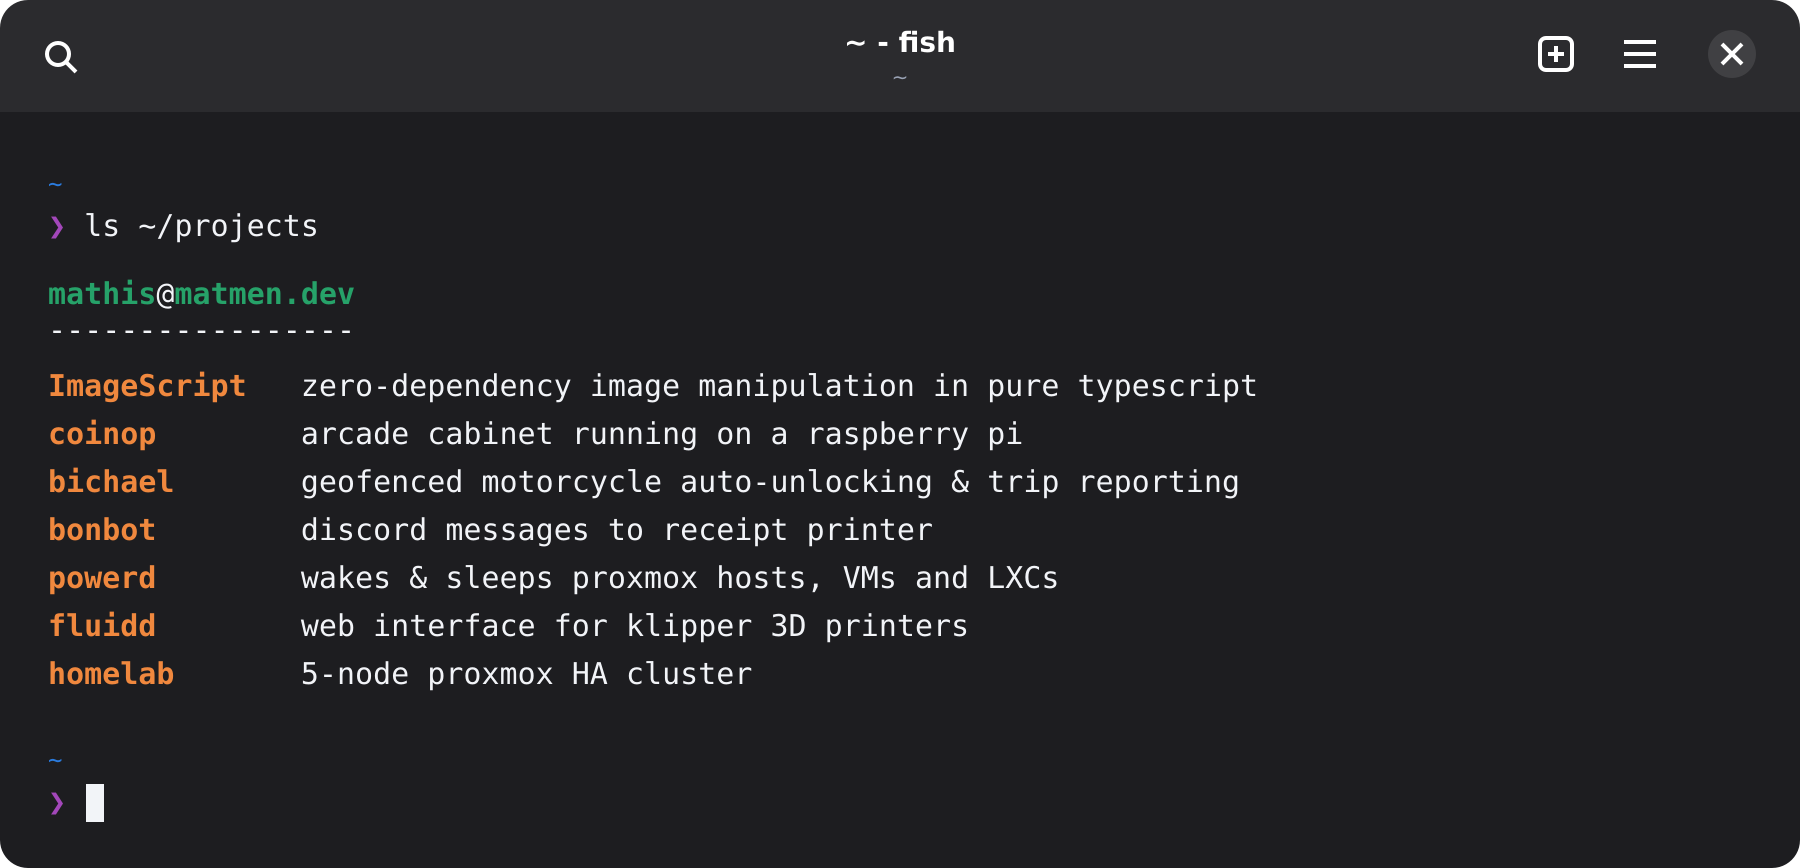 ~ - fish
~
~
❯ ls ~/projects
mathis@matmen.dev
-----------------
ImageScript   zero-dependency image manipulation in pure typescript
coinop        arcade cabinet running on a raspberry pi
bichael       geofenced motorcycle auto-unlocking & trip reporting
bonbot        discord messages to receipt printer
powerd        wakes & sleeps proxmox hosts, VMs and LXCs
fluidd        web interface for klipper 3D printers
homelab       5-node proxmox HA cluster
~
❯